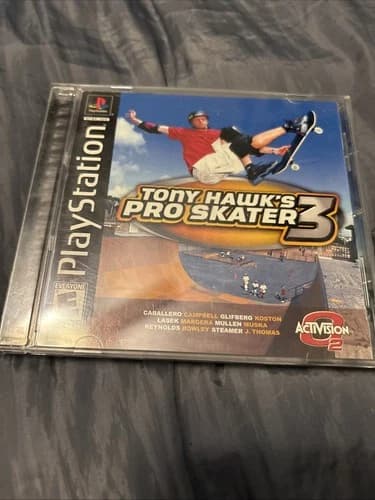 PlayStation
PlayStation
TONY HAWK'S
PRO SKATER 3
EVERYONE
E
CABALLERO CAMPBELL GLIFBERG KOSTON
LASEK MARGERA MULLEN MUSKA
REYNOLDS ROWLEY STEAMER J. THOMAS
ACTIVISION
O2